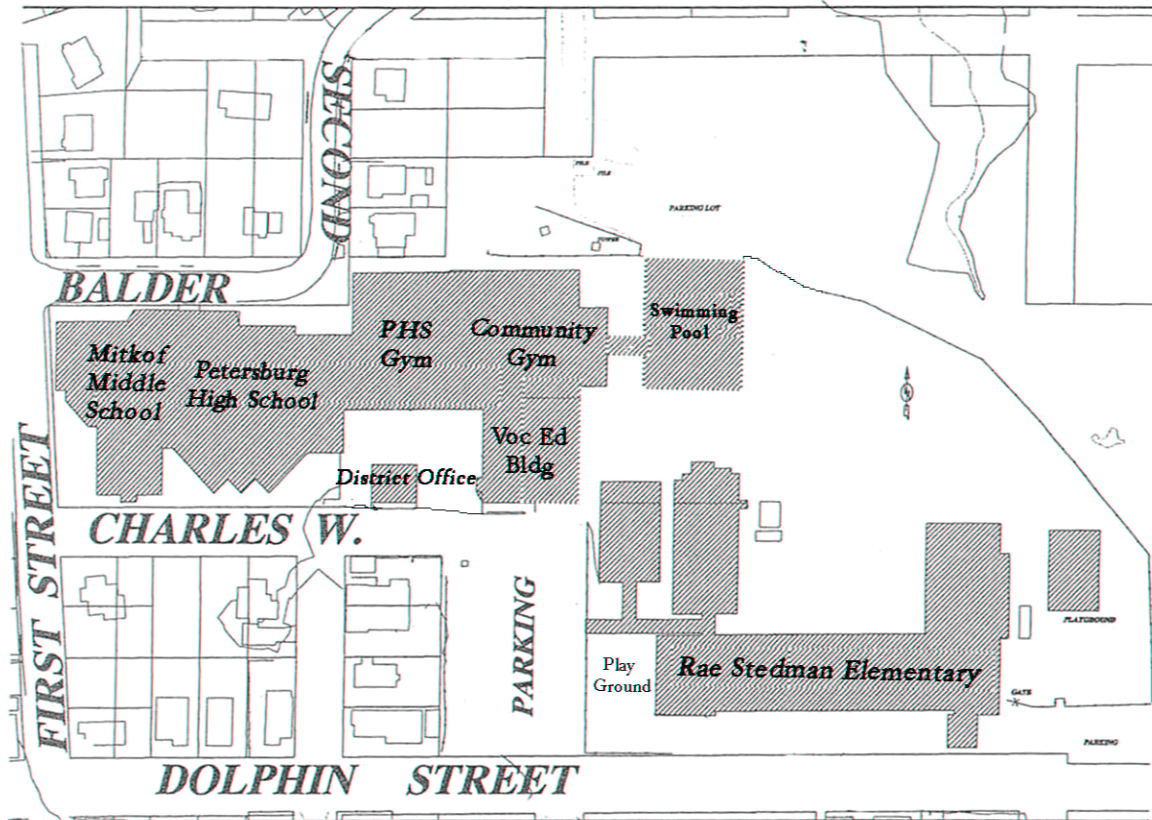 SECOND
PARKING LOT
BALDER
Swimming
Pool
PHS
Gym
Community
Gym
Mitkof
Middle
School
Petersburg
High School
Voc Ed
Bldg
District Office
CHARLES W.
FIRST STREET
PARKING
PLAYGROUND
Play
Ground
Rae Stedman Elementary
GATE
PARKING
DOLPHIN STREET